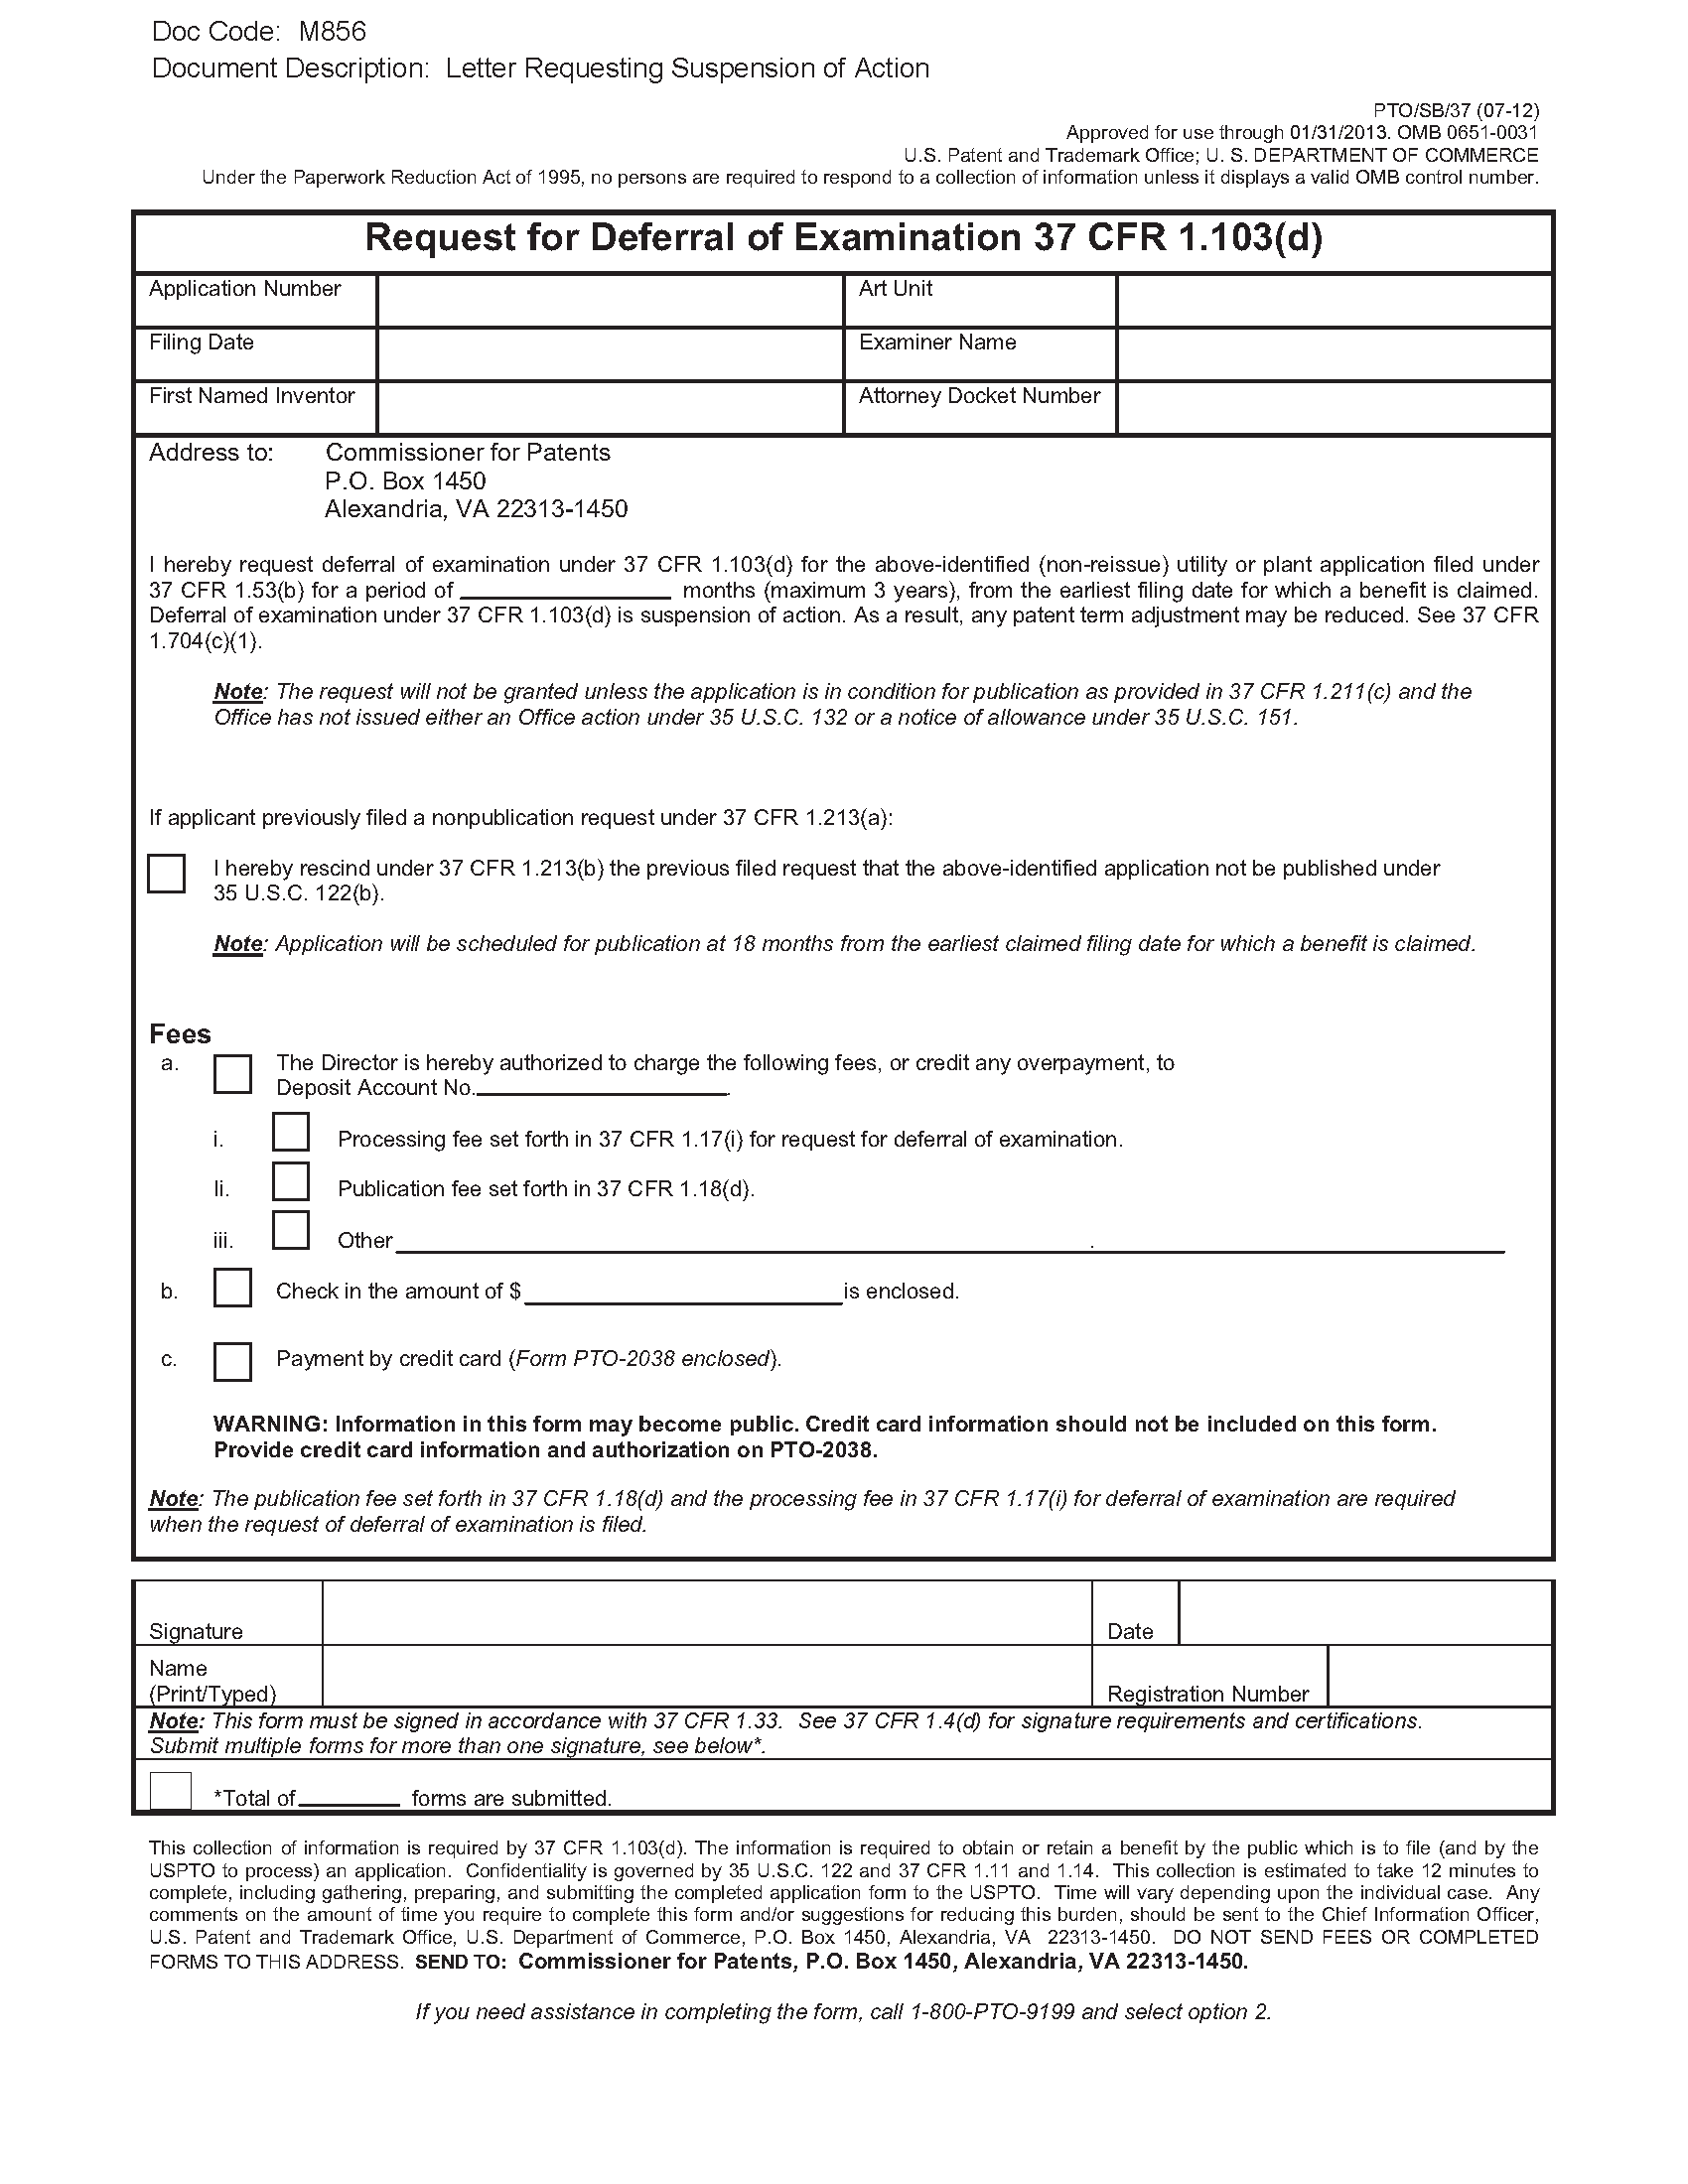 Doc Code: M856
Document Description: Letter Requesting Suspension of Action
PTO/SB/37 (07-12)
Approved for use through 01/31/2013. OMB 0651-0031
U.S. Patent and Trademark Office; U. S. DEPARTMENT OF COMMERCE
Under the Paperwork Reduction Act of 1995, no persons are required to respond to a collection of information unless it displays a valid OMB control number.
Request for Deferral of Examination 37 CFR 1.103(d)
Application Number
Art Unit
Filing Date
Examiner Name
First Named Inventor
Attorney Docket Number
Address to: Commissioner for Patents
P.O. Box 1450
Alexandria, VA 22313-1450
I hereby request deferral of examination under 37 CFR 1.103(d) for the above-identified (non-reissue) utility or plant application filed under
37 CFR 1.53(b) for a period of ________ months (maximum 3 years), from the earliest filing date for which a benefit is claimed.
Deferral of examination under 37 CFR 1.103(d) is suspension of action. As a result, any patent term adjustment may be reduced. See 37 CFR
1.704(c)(1).
Note: The request will not be granted unless the application is in condition for publication as provided in 37 CFR 1.211(c) and the
Office has not issued either an Office action under 35 U.S.C. 132 or a notice of allowance under 35 U.S.C. 151.
If applicant previously filed a nonpublication request under 37 CFR 1.213(a):
I hereby rescind under 37 CFR 1.213(b) the previous filed request that the above-identified application not be published under
35 U.S.C. 122(b).
Note: Application will be scheduled for publication at 18 months from the earliest claimed filing date for which a benefit is claimed.
Fees
a. The Director is hereby authorized to charge the following fees, or credit any overpayment, to
Deposit Account No.________.
i. Processing fee set forth in 37 CFR 1.17(i) for request for deferral of examination.
Ii. Publication fee set forth in 37 CFR 1.18(d).
iii. Other ________.________
b. Check in the amount of $ ________is enclosed.
c. Payment by credit card (Form PTO-2038 enclosed).
WARNING: Information in this form may become public. Credit card information should not be included on this form.
Provide credit card information and authorization on PTO-2038.
Note: The publication fee set forth in 37 CFR 1.18(d) and the processing fee in 37 CFR 1.17(i) for deferral of examination are required
when the request of deferral of examination is filed.
Signature
Date
Name
(Print/Typed)
Registration Number
Note: This form must be signed in accordance with 37 CFR 1.33. See 37 CFR 1.4(d) for signature requirements and certifications.
Submit multiple forms for more than one signature, see below*.
*Total of________ forms are submitted.
This collection of information is required by 37 CFR 1.103(d). The information is required to obtain or retain a benefit by the public which is to file (and by the
USPTO to process) an application. Confidentiality is governed by 35 U.S.C. 122 and 37 CFR 1.11 and 1.14. This collection is estimated to take 12 minutes to
complete, including gathering, preparing, and submitting the completed application form to the USPTO. Time will vary depending upon the individual case. Any
comments on the amount of time you require to complete this form and/or suggestions for reducing this burden, should be sent to the Chief Information Officer,
U.S. Patent and Trademark Office, U.S. Department of Commerce, P.O. Box 1450, Alexandria, VA 22313-1450. DO NOT SEND FEES OR COMPLETED
FORMS TO THIS ADDRESS. SEND TO: Commissioner for Patents, P.O. Box 1450, Alexandria, VA 22313-1450.
If you need assistance in completing the form, call 1-800-PTO-9199 and select option 2.